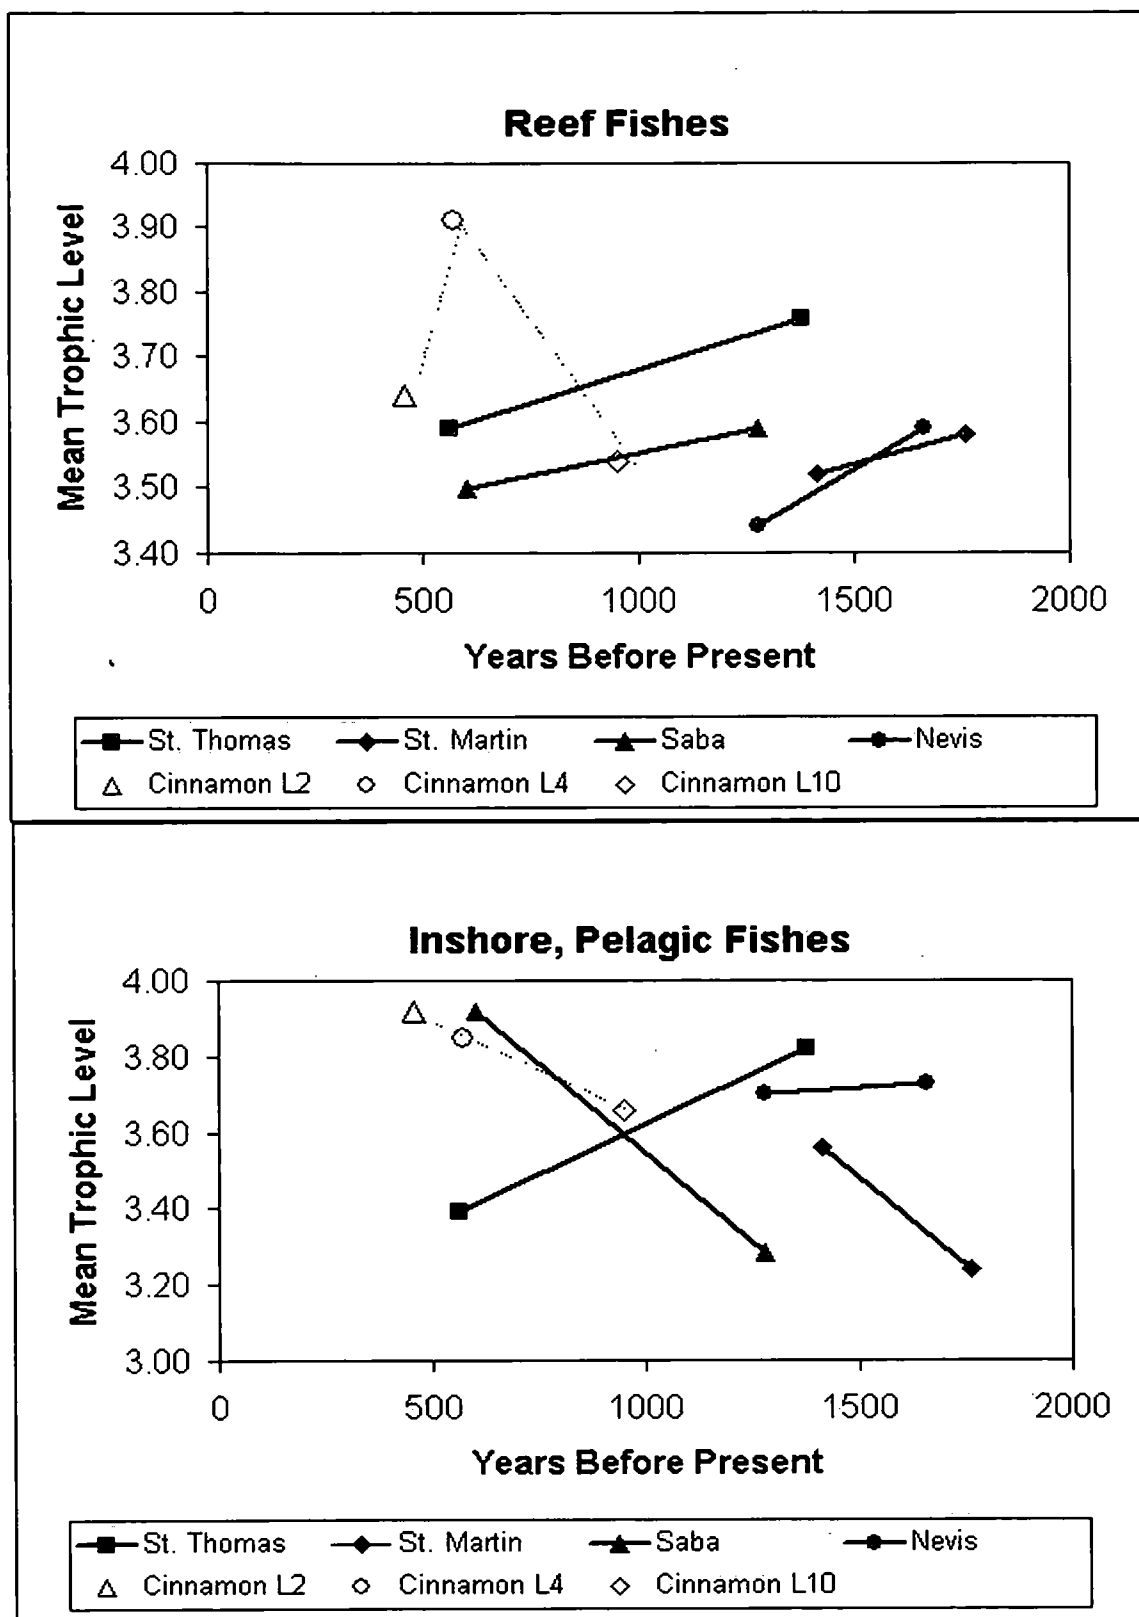 Reef Fishes
4.00
3.90
3.80
3.70
3.60
3.50
3.40
Mean Trophic Level
0 500 1000 1500 2000
Years Before Present
St. Thomas St. Martin Saba Nevis
Cinnamon L2 Cinnamon L4 Cinnamon L10
Inshore, Pelagic Fishes
4.00
3.80
3.60
3.40
3.20
3.00
Mean Trophic Level
0 500 1000 1500 2000
Years Before Present
St. Thomas St. Martin Saba Nevis
Cinnamon L2 Cinnamon L4 Cinnamon L10